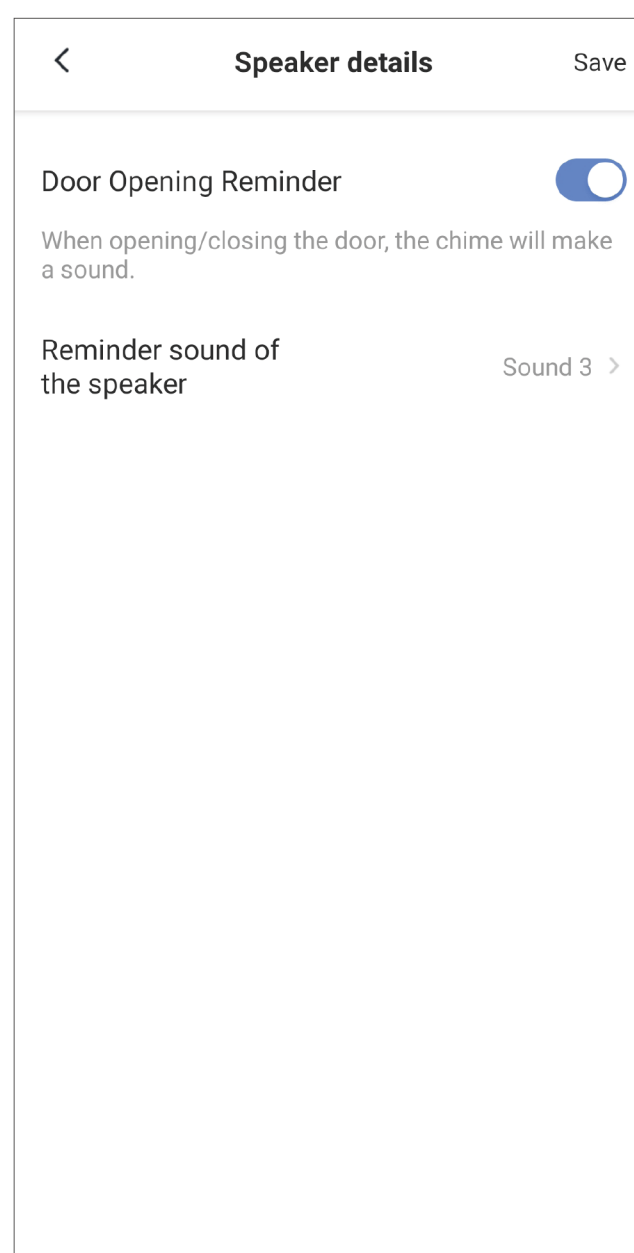 Speaker details
Save
Door Opening Reminder
When opening/closing the door, the chime will make
a sound.
Reminder sound of
the speaker
Sound 3